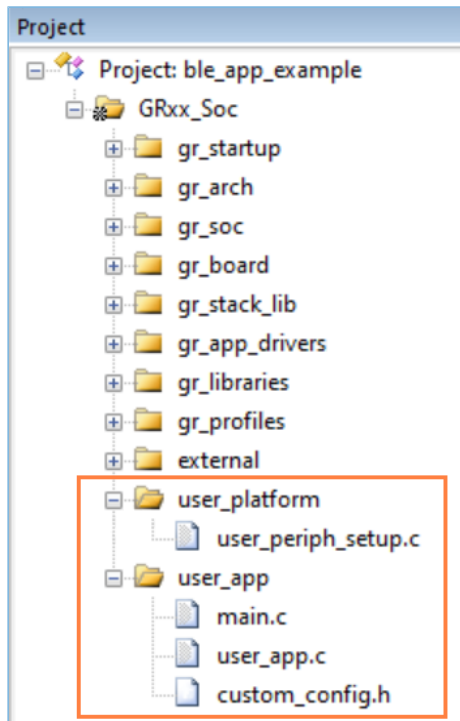 Project
Project: ble_app_example
GRxx_Soc
gr_startup
gr_arch
gr_soc
gr_board
gr_stack_lib
gr_app_drivers
gr_libraries
gr_profiles
external
user_platform
user_periph_setup.c
user_app
main.c
user_app.c
custom_config.h